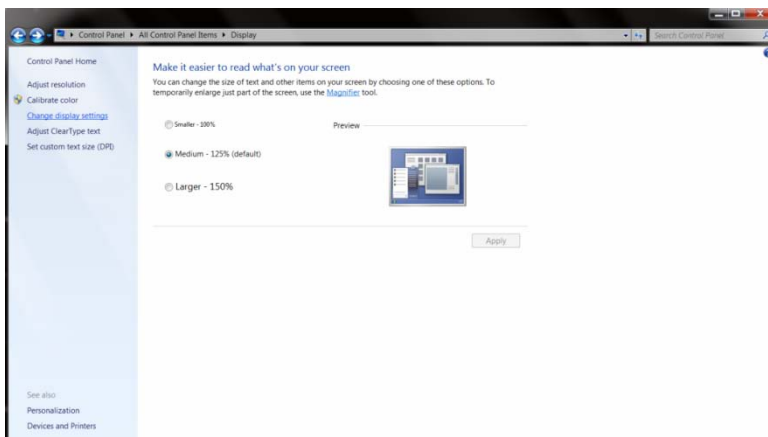 Control Panel ▸ All Control Panel Items ▸ Display
Search Control Panel
Control Panel Home
Adjust resolution
Calibrate color
Change display settings
Adjust ClearType text
Set custom text size (DPI)
See also
Personalization
Devices and Printers
Make it easier to read what's on your screen
You can change the size of text and other items on your screen by choosing one of these options. To
temporarily enlarge just part of the screen, use the Magnifier tool.
Smaller - 100%
Preview
Medium - 125% (default)
Larger - 150%
Apply